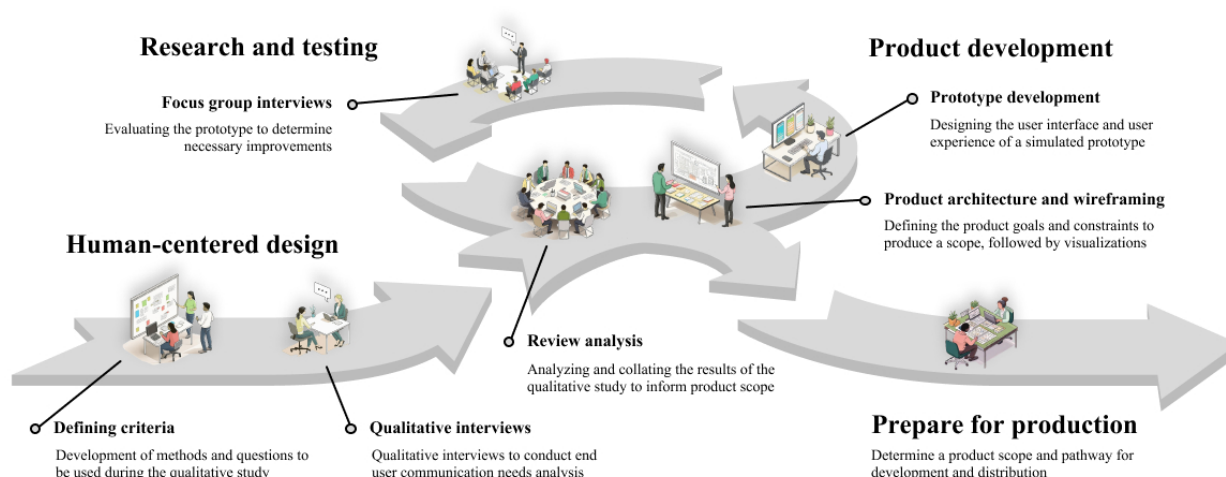 Research and testing
Focus group interviews
Evaluating the prototype to determine
necessary improvements
Product development
Prototype development
Designing the user interface and user
experience of a simulated prototype
Product architecture and wireframing
Defining the product goals and constraints to
produce a scope, followed by visualizations
Human-centered design
Review analysis
Analyzing and collating the results of the
qualitative study to inform product scope
Defining criteria
Development of methods and questions to
be used during the qualitative study
Qualitative interviews
Qualitative interviews to conduct end
user communication needs analysis
Prepare for production
Determine a product scope and pathway for
development and distribution